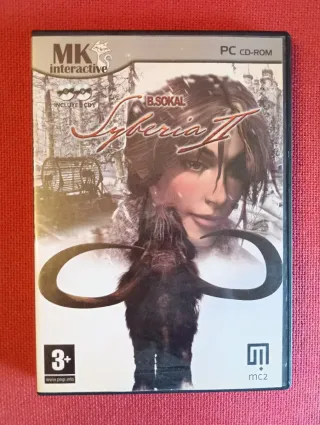 MK
interactive
PC CD-ROM
B.SOKAL
Syberia II
3+
www.pegi.info
mc2